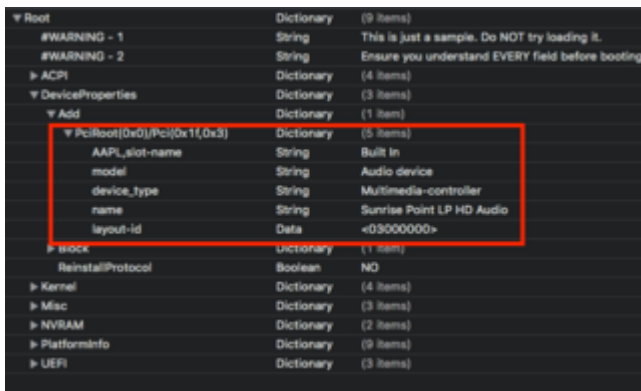 Root Dictionary (9 items)
#WARNING - 1 String This is just a sample. Do NOT try loading it.
#WARNING - 2 String Ensure you understand EVERY field before booting
ACPI Dictionary (4 items)
DeviceProperties Dictionary (3 items)
Add Dictionary (1 item)
PciRoot(0x0)/Pci(0x1f,0x3) Dictionary (5 items)
AAPL,slot-name String Built In
model String Audio device
device_type String Multimedia-controller
name String Sunrise Point LP HD Audio
layout-id Data <03000000>
Block Dictionary (1 item)
ReinstallProtocol Boolean NO
Kernel Dictionary (4 items)
Misc Dictionary (3 items)
NVRAM Dictionary (2 items)
PlatformInfo Dictionary (9 items)
UEFI Dictionary (3 items)